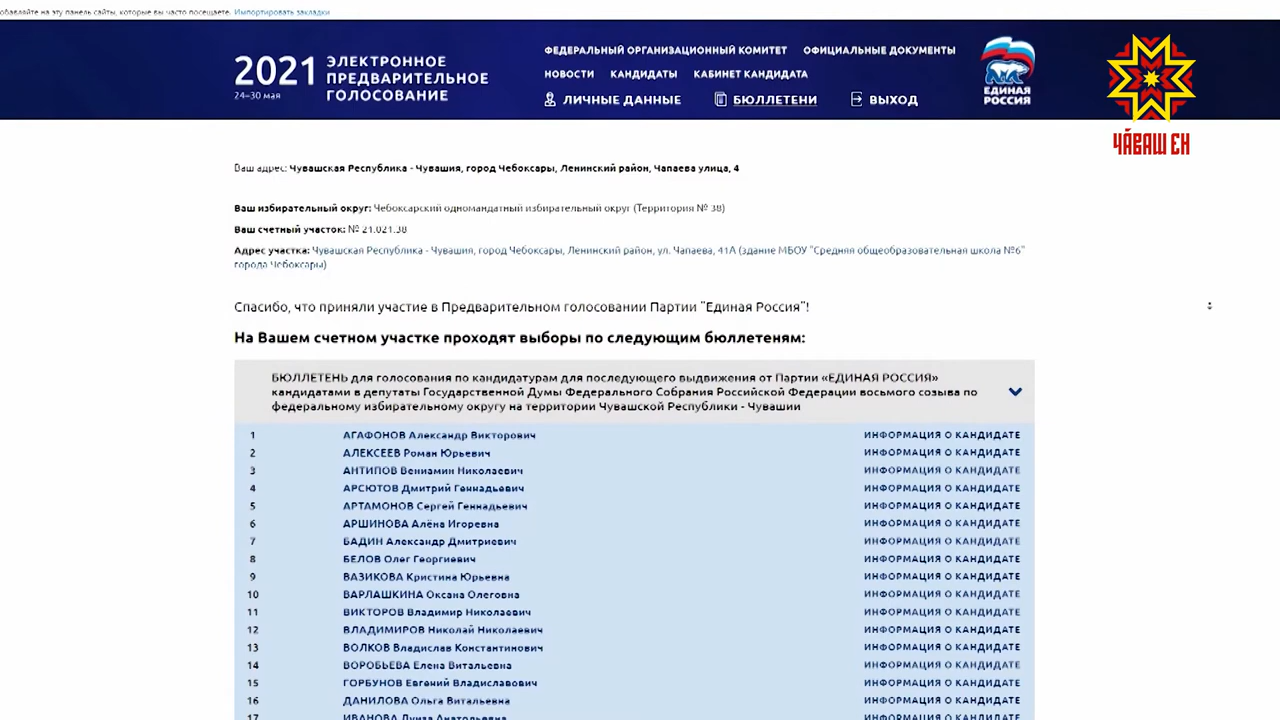 обавляйте на эту панель сайты, которые вы часто посещаете. Импортировать закладки
2021 ЭЛЕКТРОННОЕ
ПРЕДВАРИТЕЛЬНОЕ
ГОЛОСОВАНИЕ
24–30 мая
ФЕДЕРАЛЬНЫЙ ОРГАНИЗАЦИОННЫЙ КОМИТЕТ ОФИЦИАЛЬНЫЕ ДОКУМЕНТЫ
НОВОСТИ КАНДИДАТЫ КАБИНЕТ КАНДИДАТА
ЛИЧНЫЕ ДАННЫЕ БЮЛЛЕТЕНИ ВЫХОД
ЕДИНАЯ
РОССИЯ
ЧӐВАШ ЕН
Ваш адрес: Чувашская Республика - Чувашия, город Чебоксары, Ленинский район, Чапаева улица, 4
Ваш избирательный округ: Чебоксарский одномандатный избирательный округ (Территория № 38)
Ваш счетный участок: № 21.021.38
Адрес участка: Чувашская Республика - Чувашия, город Чебоксары, Ленинский район, ул. Чапаева, 41А (здание МБОУ "Средняя общеобразовательная школа №6"
города Чебоксары)
Спасибо, что приняли участие в Предварительном голосовании Партии "Единая Россия"!
На Вашем счетном участке проходят выборы по следующим бюллетеням:
БЮЛЛЕТЕНЬ для голосования по кандидатурам для последующего выдвижения от Партии «ЕДИНАЯ РОССИЯ»
кандидатами в депутаты Государственной Думы Федерального Собрания Российской Федерации восьмого созыва по
федеральному избирательному округу на территории Чувашской Республики - Чувашии
1 АГАФОНОВ Александр Викторович ИНФОРМАЦИЯ О КАНДИДАТЕ
2 АЛЕКСЕЕВ Роман Юрьевич ИНФОРМАЦИЯ О КАНДИДАТЕ
3 АНТИПОВ Вениамин Николаевич ИНФОРМАЦИЯ О КАНДИДАТЕ
4 АРСЮТОВ Дмитрий Геннадьевич ИНФОРМАЦИЯ О КАНДИДАТЕ
5 АРТАМОНОВ Сергей Геннадьевич ИНФОРМАЦИЯ О КАНДИДАТЕ
6 АРШИНОВА Алёна Игоревна ИНФОРМАЦИЯ О КАНДИДАТЕ
7 БАДИН Александр Дмитриевич ИНФОРМАЦИЯ О КАНДИДАТЕ
8 БЕЛОВ Олег Георгиевич ИНФОРМАЦИЯ О КАНДИДАТЕ
9 ВАЗИКОВА Кристина Юрьевна ИНФОРМАЦИЯ О КАНДИДАТЕ
10 ВАРЛАШКИНА Оксана Олеговна ИНФОРМАЦИЯ О КАНДИДАТЕ
11 ВИКТОРОВ Владимир Николаевич ИНФОРМАЦИЯ О КАНДИДАТЕ
12 ВЛАДИМИРОВ Николай Николаевич ИНФОРМАЦИЯ О КАНДИДАТЕ
13 ВОЛКОВ Владислав Константинович ИНФОРМАЦИЯ О КАНДИДАТЕ
14 ВОРОБЬЕВА Елена Витальевна ИНФОРМАЦИЯ О КАНДИДАТЕ
15 ГОРБУНОВ Евгений Владиславович ИНФОРМАЦИЯ О КАНДИДАТЕ
16 ДАНИЛОВА Ольга Витальевна ИНФОРМАЦИЯ О КАНДИДАТЕ
17 ИВАНОВА Луиза Анатольевна ИНФОРМАЦИЯ О КАНДИДАТЕ